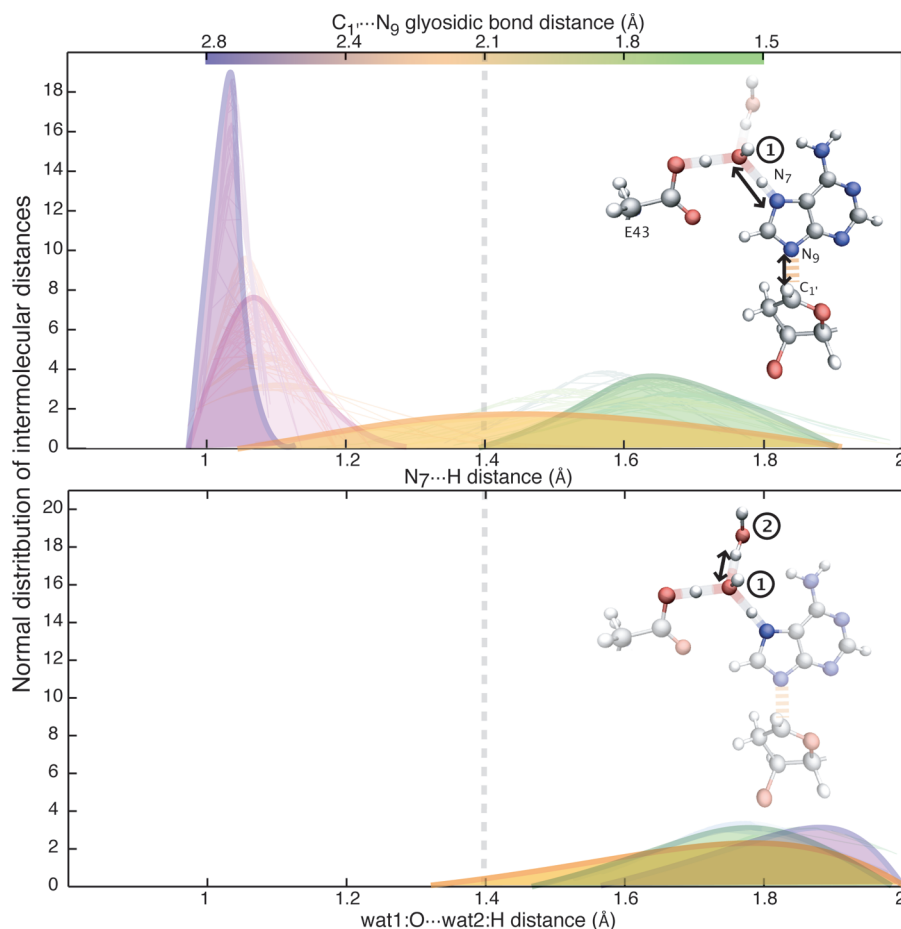 C1'···N9 glyosidic bond distance (Å)
2.8 2.4 2.1 1.8 1.5
Normal distritbution of intermolecular distances
18
16
14
12
10
8
6
4
2
0
1
N7
E43
N9
C1'
1 1.2 1.4 1.6 1.8 2
N7···H distance (Å)
20
18
16
14
12
10
8
6
4
2
0
2
1
1 1.2 1.4 1.6 1.8 2
wat1:O···wat2:H distance (Å)